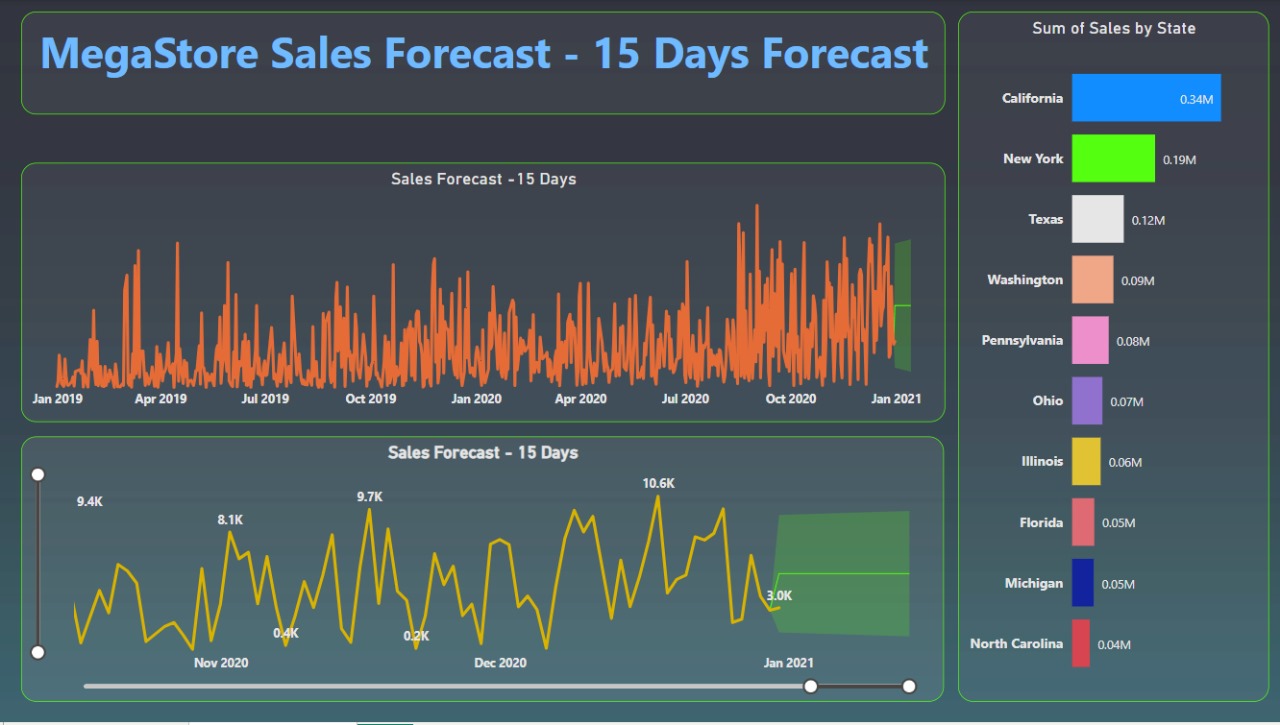 MegaStore Sales Forecast - 15 Days Forecast
Sales Forecast -15 Days
Jan 2019 Apr 2019 Jul 2019 Oct 2019 Jan 2020 Apr 2020 Jul 2020 Oct 2020 Jan 2021
Sales Forecast - 15 Days
9.4K 8.1K 9.7K 10.6K
0.4K 0.2K 3.0K
Nov 2020 Dec 2020 Jan 2021
Sum of Sales by State
California 0.34M
New York 0.19M
Texas 0.12M
Washington 0.09M
Pennsylvania 0.08M
Ohio 0.07M
Illinois 0.06M
Florida 0.05M
Michigan 0.05M
North Carolina 0.04M